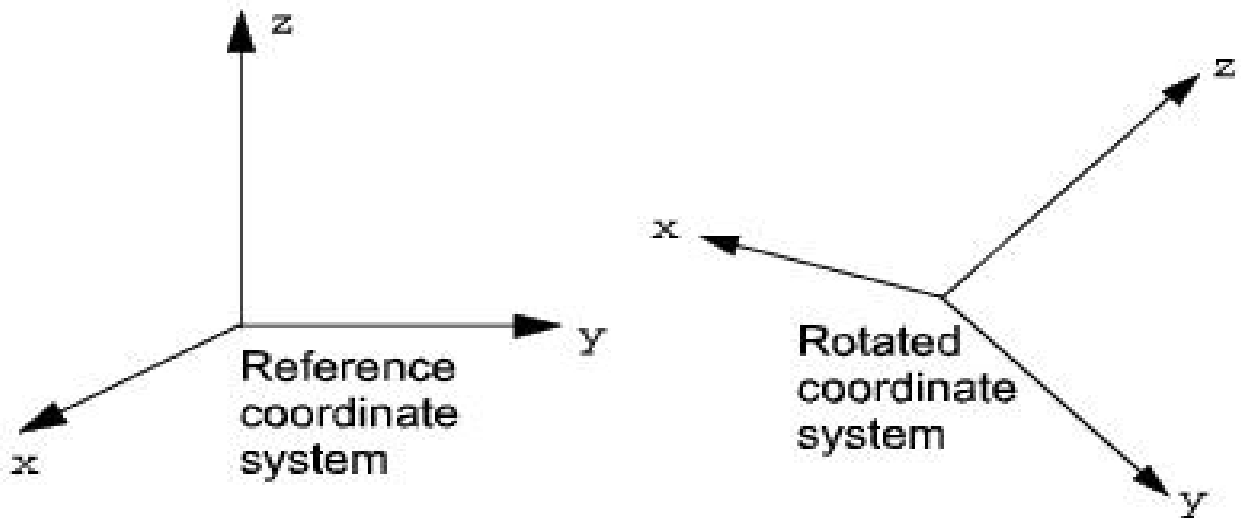 z
y
Reference
coordinate
system
x
z
x
Rotated
coordinate
system
y